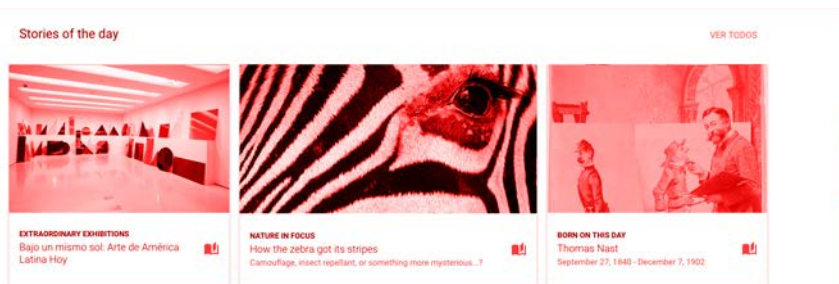 Stories of the day
VER TODOS
EXTRAORDINARY EXHIBITIONS
Bajo un mismo sol: Arte de América
Latina Hoy
NATURE IN FOCUS
How the zebra got its stripes
Camouflage, insect repellant, or something more mysterious...?
BORN ON THIS DAY
Thomas Nast
September 27, 1840 - December 7, 1902